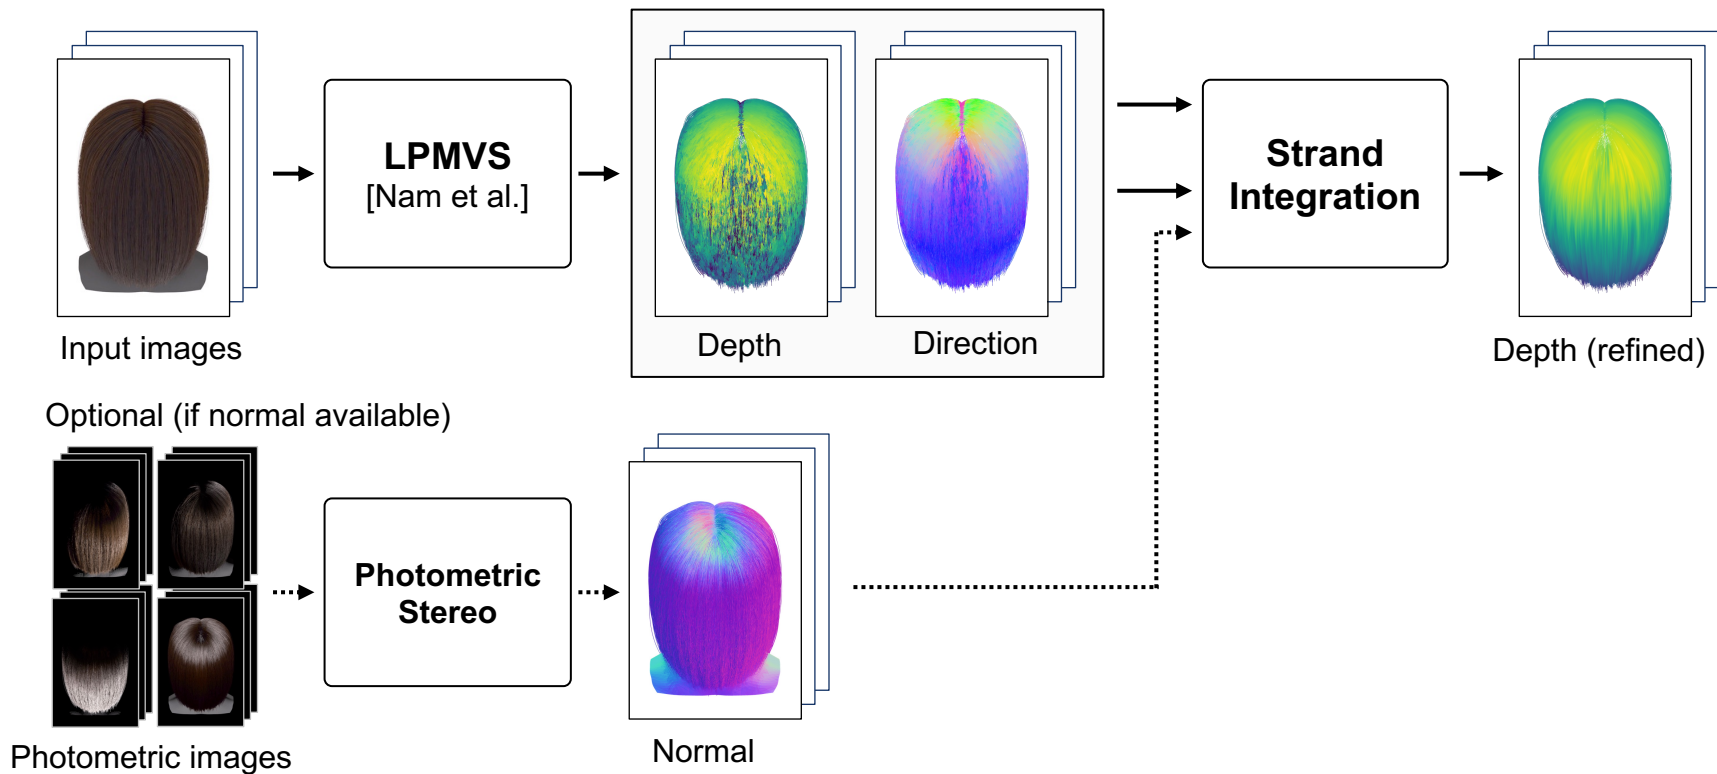 LPMVS
[Nam et al.]
Strand
Integration
Input images
Depth
Direction
Depth (refined)
Optional (if normal available)
Photometric
Stereo
Photometric images
Normal